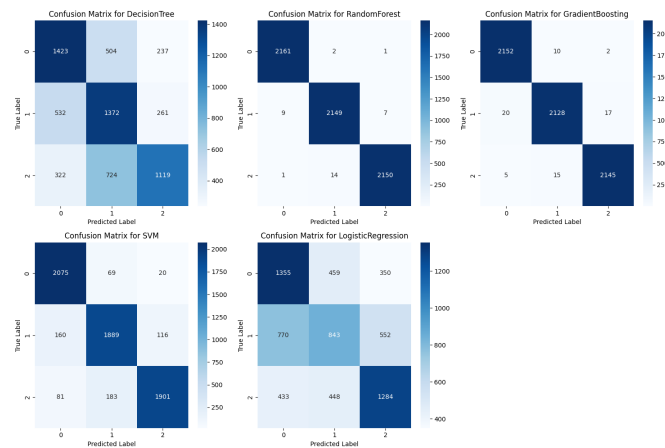 Confusion Matrix for DecisionTree
1423 504 237
532 1372 261
322 724 1119
0 1 2
Predicted Label
True Label
0
1
2
1400
1200
1000
800
600
400
Confusion Matrix for RandomForest
2161 2 1
9 2149 7
1 14 2150
0 1 2
Predicted Label
True Label
0
1
2
2000
1750
1500
1250
1000
750
500
250
Confusion Matrix for GradientBoosting
2152 10 2
20 2128 17
5 15 2145
0 1 2
Predicted Label
True Label
0
1
2
250
500
750
Confusion Matrix for SVM
2075 69 20
160 1889 116
81 183 1901
0 1 2
Predicted Label
True Label
0
1
2
2000
1750
1500
1250
1000
750
500
250
Confusion Matrix for LogisticRegression
1355 459 350
770 843 552
433 448 1284
0 1 2
Predicted Label
True Label
0
1
2
1200
1000
800
600
400